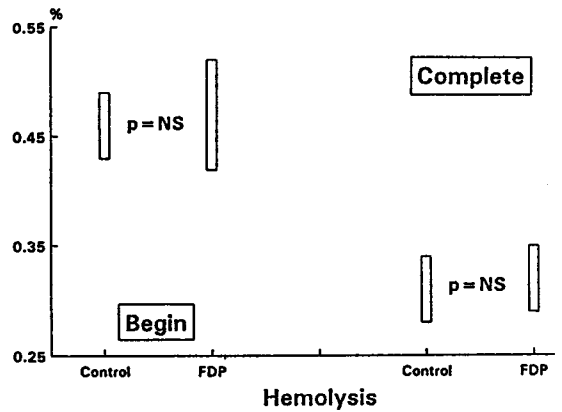 %
0.55
Complete
p = NS
0.45
0.35
p = NS
Begin
0.25
Control FDP Control FDP
Hemolysis